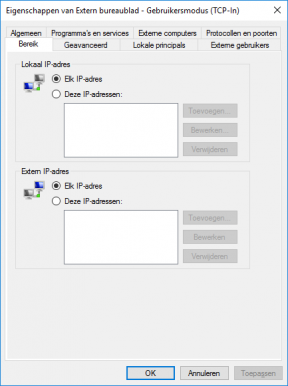 Eigenschappen van Extern bureaublad - Gebruikersmodus (TCP-In)
Algemeen Programma's en services Externe computers Protocollen en poorten
Bereik Geavanceerd Lokale principals Externe gebruikers
Lokaal IP-adres
Elk IP-adres
Deze IP-adressen:
Toevoegen...
Bewerken...
Verwijderen
Extern IP-adres
Elk IP-adres
Deze IP-adressen:
Toevoegen...
Bewerken
Verwijderen
OK Annuleren Toepassen